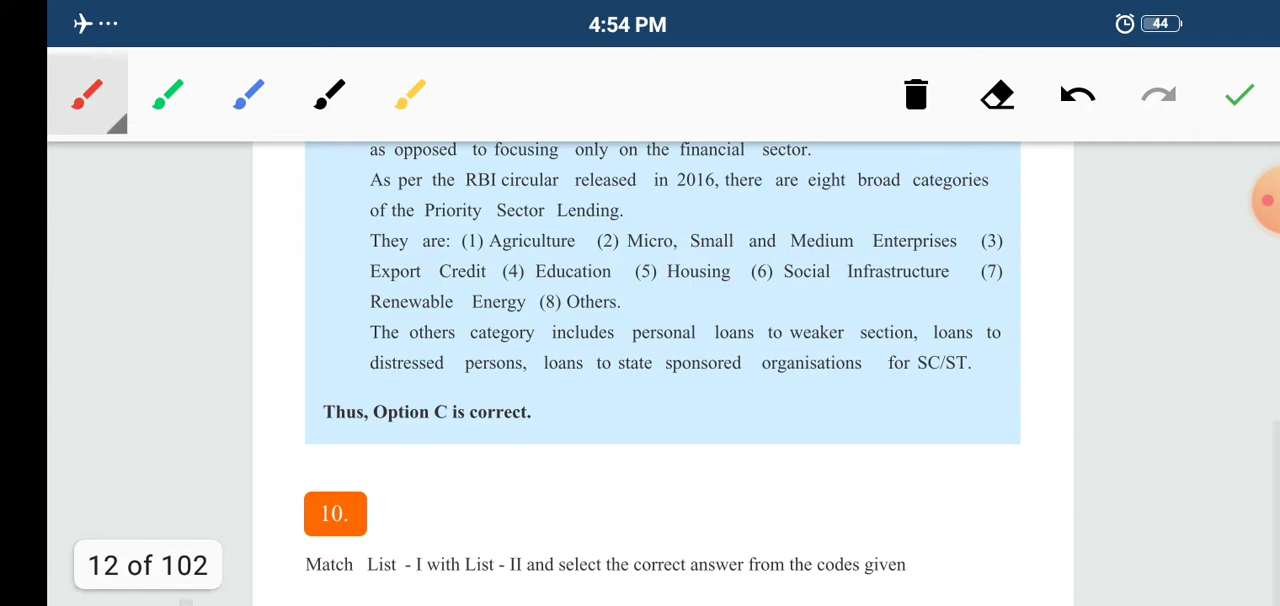 4:54 PM
44
as opposed to focusing only on the financial sector.
As per the RBI circular released in 2016, there are eight broad categories
of the Priority Sector Lending.
They are: (1) Agriculture (2) Micro, Small and Medium Enterprises (3)
Export Credit (4) Education (5) Housing (6) Social Infrastructure (7)
Renewable Energy (8) Others.
The others category includes personal loans to weaker section, loans to
distressed persons, loans to state sponsored organisations for SC/ST.
Thus, Option C is correct.
10.
12 of 102
Match List - I with List - II and select the correct answer from the codes given